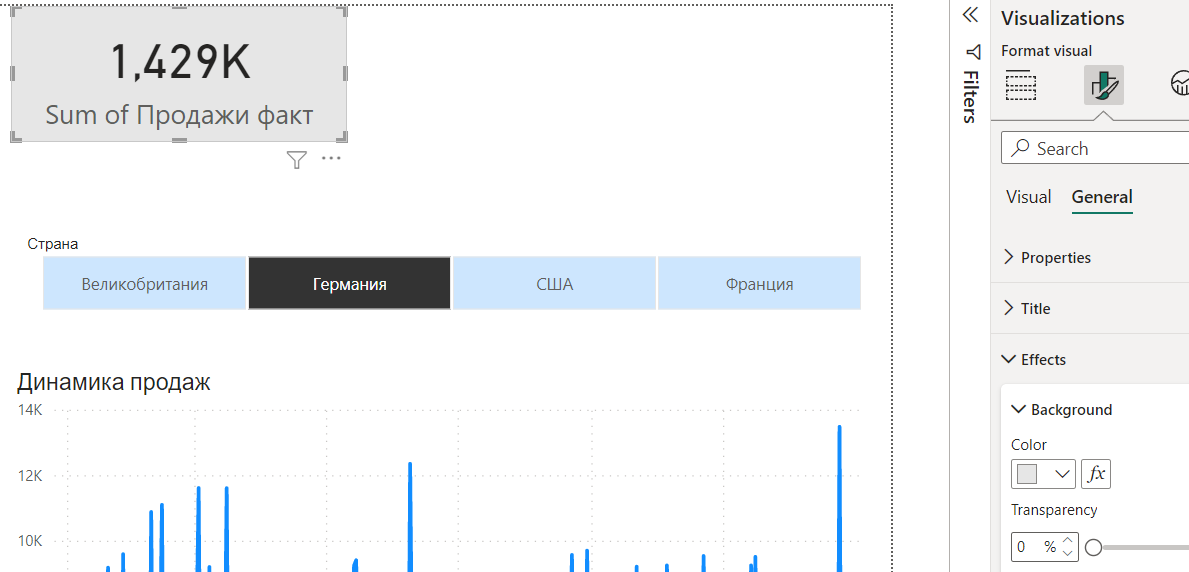 1,429K
Sum of Продажи факт
Страна
Великобритания
Германия
США
Франция
Динамика продаж
14K
12K
10K
Filters
Visualizations
Format visual
Search
Visual
General
Properties
Title
Effects
Background
Color
fx
Transparency
0 %